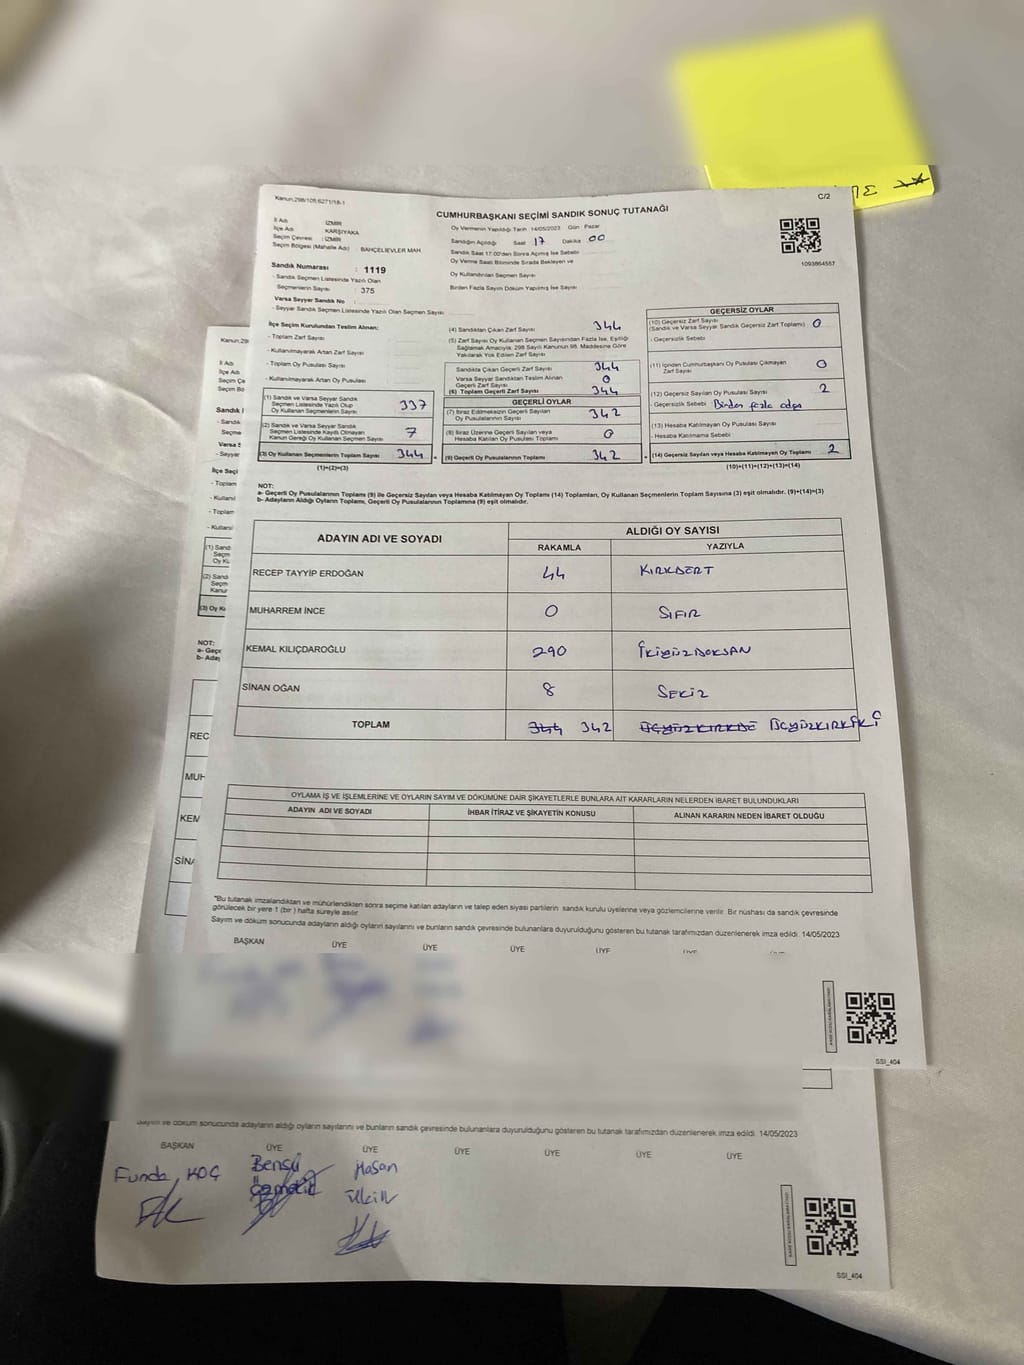 Kanun.298/105,6271/18-1
C/2
CUMHURBAŞKANI SEÇİMİ SANDIK SONUÇ TUTANAĞI
İl Adı : İZMİR
İlçe Adı : KARŞIYAKA
Seçim Çevresi : İZMİR
Seçim Bölgesi (Mahalle Adı) : BAHÇELİEVLER MAH
Sandık Numarası : 1119
- Sandık Seçmen Listesinde Yazılı Olan
Seçmenlerin Sayısı : 375
Varsa Seyyar Sandık No :
- Seyyar Sandık Seçmen Listesinde Yazılı Olan Seçmen Sayısı
Oy Vermenin Yapıldığı Tarih 14/05/2023 Gün Pazar
Sandığın Açıldığı Saat 17 Dakika 00
Sandık Saat 17.00'den Sonra Açılmış İse Sebebi
Oy Verme Saati Bitiminde Sırada Bekleyen ve
Oy Kullandırılan Seçmen Sayısı
Birden Fazla Sayım Döküm Yapılmış İse Sayısı
1093864557
İlçe Seçim Kurulundan Teslim Alınan:
- Toplam Zarf Sayısı
- Kullanılmayarak Artan Zarf Sayısı
- Toplam Oy Pusulası
- Kullanılmayarak Artan Oy Pusulası
(1) Sandık ve Varsa Seyyar Sandık
Seçmen Listesinde Yazılı Olup
Oy Kullanan Seçmenlerin Sayısı 337
(2) Sandık ve Varsa Seyyar Sandık
Seçmen Listesinde Kayıtlı Olmayan
Kanun Gereği Oy Kullanan Seçmen Sayısı 7
(3) Oy Kullanan Seçmenlerin Toplam Sayısı 344
(1)+(2)=(3)
(4) Sandıktan Çıkan Zarf Sayısı 344
(5) Zarf Sayısı Oy Kullanan Seçmen Sayısından Fazla İse, Eşitliği
Sağlamak Amacıyla, 298 Sayılı Kanunun 98. Maddesine Göre
Yakılarak Yok Edilen Zarf Sayısı
Sandıkta Çıkan Geçerli Zarf Sayısı 344
Varsa Seyyar Sandıktan Teslim Alınan
Geçerli Zarf Sayısı 0
(6) Toplam Geçerli Zarf Sayısı 344
GEÇERLİ OYLAR
(7) İtiraz Edilmeksizin Geçerli Sayılan
Oy Pusulalarının Sayısı 342
(8) İtiraz Üzerine Geçerli Sayılan ve
Hesaba Katılan Oy Pusulası Toplamı 0
(9) Geçerli Oy Pusulalarının Toplamı 342
GEÇERSİZ OYLAR
(10) Geçersiz Zarf Sayısı
(Sandık ve Varsa Seyyar Sandık Geçersiz Zarf Toplamı) 0
- Geçersizlik Sebebi
(11) İçinden Cumhurbaşkanı Oy Pusulası Çıkmayan
Zarf Sayısı 0
(12) Geçersiz Sayılan Oy Pusulası Sayısı 2
- Geçersizlik Sebebi Birden fazla
(13) Hesaba Katılmayan Oy Pusulası Sayısı
- Hesaba Katılmama Sebebi
(14) Geçersiz Sayılan veya Hesaba Katılmayan Oy Toplamı 2
(10)+(11)+(12)+(13)=(14)
NOT:
a- Geçerli Oy Pusulalarının Toplamı (9) ile Geçersiz Sayılan veya Hesaba Katılmayan Oy Toplamı (14) Toplamları, Oy Kullanan Seçmenlerin Toplam Sayısına (3) eşit olmalıdır. (9)+(14)=(3)
b- Adayların Aldığı Oyların Toplamı, Geçerli Oy Pusulalarının Toplamına (9) eşit olmalıdır.
ADAYIN ADI VE SOYADI
ALDIĞI OY SAYISI
RAKAMLA YAZIYLA
RECEP TAYYİP ERDOĞAN 44 KIRKDÖRT
MUHARREM İNCE 0 SIFIR
KEMAL KILIÇDAROĞLU 290 İKİYÜZDOKSAN
SİNAN OĞAN 8 SEKİZ
TOPLAM 344 342 ÜÇYÜZKIRKİKİ
OYLAMA İŞ VE İŞLEMLERİNE VE OYLARIN SAYIM VE DÖKÜMÜNE DAİR ŞİKAYETLERLE BUNLARA AİT KARARLARIN NELERDEN İBARET BULUNDUKLARI
ADAYIN ADI VE SOYADI İHBAR İTİRAZ VE ŞİKAYETİN KONUSU ALINAN KARARIN NEDEN İBARET OLDUĞU
*Bu tutanak imzalandıktan ve mühürlendikten sonra seçime katılan adayların ve talep eden siyasi partilerin sandık kurulu üyelerine veya gözlemcilerine verilir. Bir nüshası da sandık çevresinde
görülecek bir yere 1 (bir ) hafta süreyle asılır.
Sayım ve döküm sonucunda adayların aldığı oyların sayılarını ve bunların sandık çevresinde bulunanlara duyurulduğunu gösteren bu tutanak tarafımızdan düzenlenerek imza edildi. 14/05/2023
BAŞKAN ÜYE ÜYE ÜYE ÜYE ÜYE
SSI_404
Sayım ve döküm sonucunda adayların aldığı oyların sayılarını ve bunların sandık çevresinde bulunanlara duyurulduğunu gösteren bu tutanak tarafımızdan düzenlenerek imza edildi. 14/05/2023
BAŞKAN ÜYE ÜYE ÜYE ÜYE ÜYE ÜYE
Funda KOÇ Bensu Hasan
SSI_404